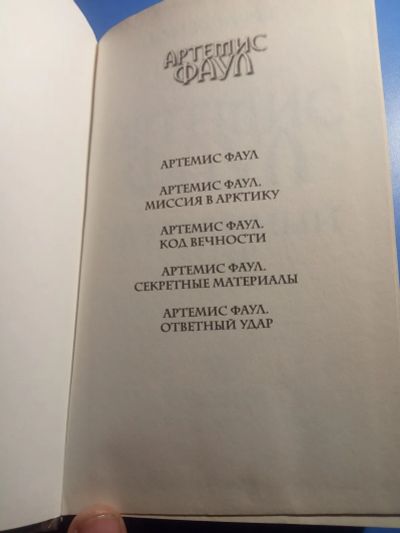 АРТЕМИС
ФАУЛ
АРТЕМИС ФАУЛ
АРТЕМИС ФАУЛ.
МИССИЯ В АРКТИКУ
АРТЕМИС ФАУЛ.
КОД ВЕЧНОСТИ
АРТЕМИС ФАУЛ.
СЕКРЕТНЫЕ МАТЕРИАЛЫ
АРТЕМИС ФАУЛ.
ОТВЕТНЫЙ УДАР